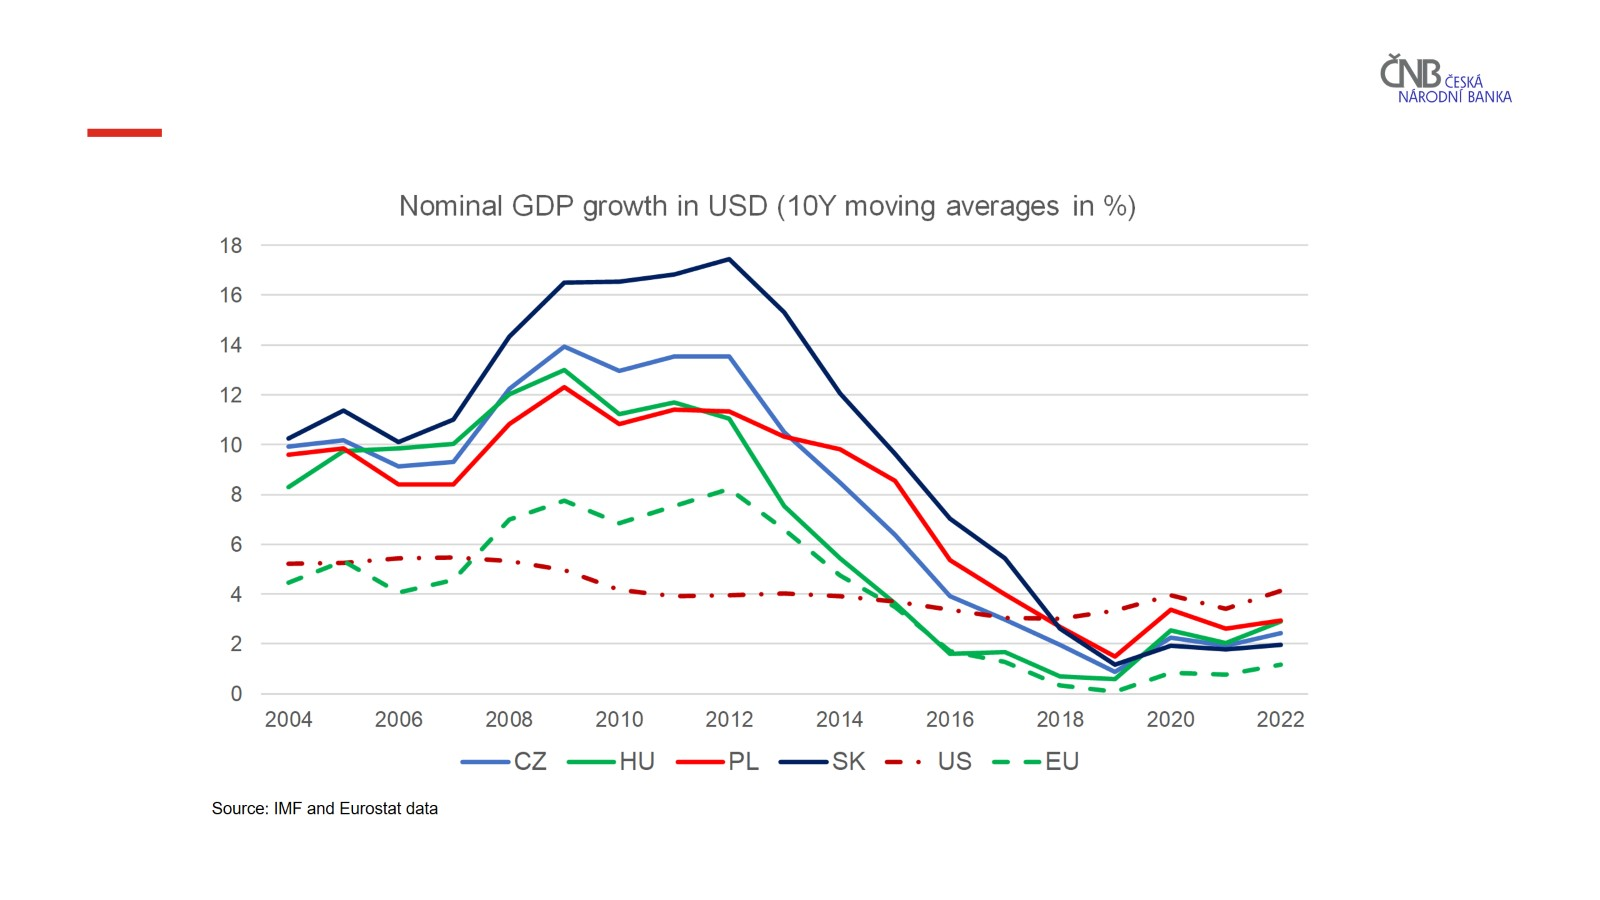 ČNB ČESKÁ
NÁRODNÍ BANKA
Nominal GDP growth in USD (10Y moving averages in %)
18
16
14
12
10
8
6
4
2
0
2004 2006 2008 2010 2012 2014 2016 2018 2020 2022
CZ HU PL SK US EU
Source: IMF and Eurostat data